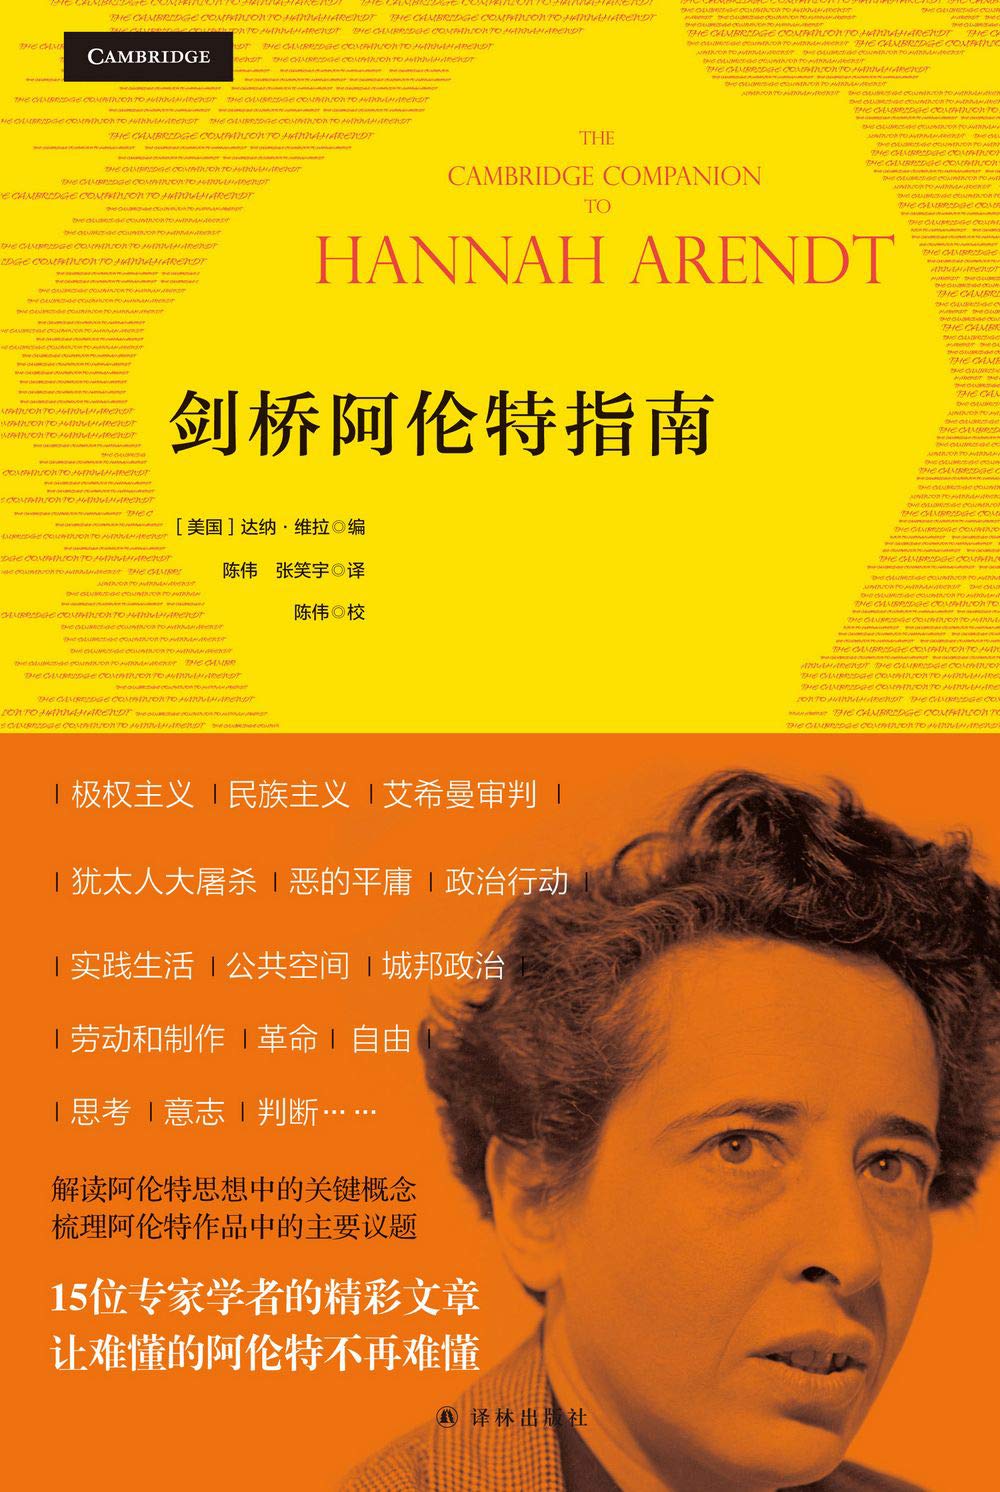 CAMBRIDGE
THE
CAMBRIDGE COMPANION
TO
HANNAH ARENDT
剑桥阿伦特指南
［美国］达纳·维拉◎编
陈伟 张笑宇◎译
陈伟◎校
| 极权主义 | 民族主义 | 艾希曼审判 |
| 犹太人大屠杀 | 恶的平庸 | 政治行动 |
| 实践生活 | 公共空间 | 城邦政治 |
| 劳动和制作 | 革命 | 自由 |
| 思考 | 意志 | 判断……
解读阿伦特思想中的关键概念
梳理阿伦特作品中的主要议题
15位专家学者的精彩文章
让难懂的阿伦特不再难懂
译林出版社